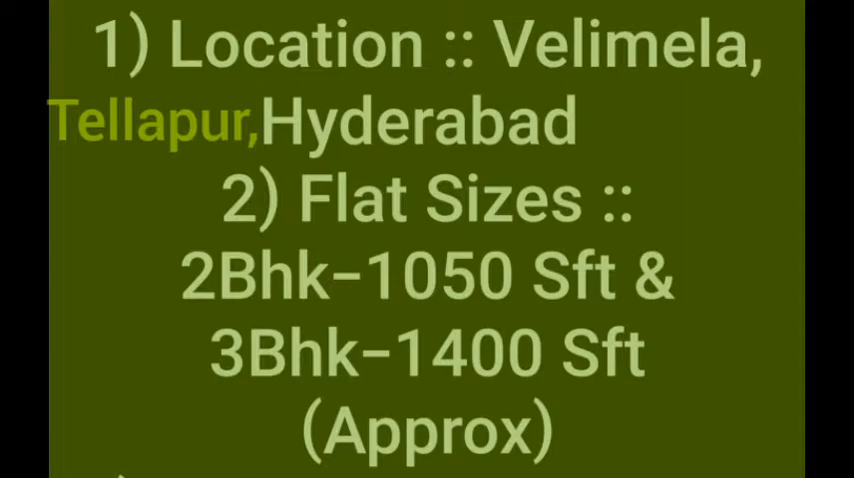 1) Location :: Velimela,
Tellapur,Hyderabad
2) Flat Sizes ::
2Bhk-1050 Sft &
3Bhk-1400 Sft
(Approx)